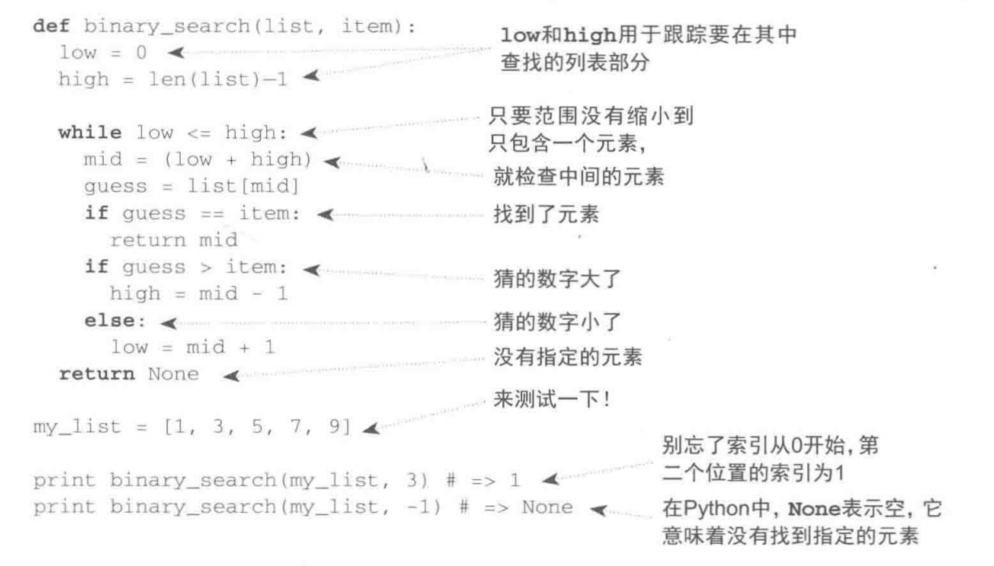 def binary_search(list, item):
low = 0
high = len(list)—1
low和high用于跟踪要在其中
查找的列表部分
while low <= high:
只要范围没有缩小到
只包含一个元素，
mid = (low + high)
就检查中间的元素
guess = list[mid]
if guess == item:
找到了元素
return mid
if guess > item:
猜的数字大了
high = mid - 1
else:
猜的数字小了
low = mid + 1
return None
没有指定的元素
来测试一下！
my_list = [1, 3, 5, 7, 9]
print binary_search(my_list, 3) # => 1
别忘了索引从0开始，第
二个位置的索引为1
print binary_search(my_list, -1) # => None
在Python中，None表示空，它
意味着没有找到指定的元素